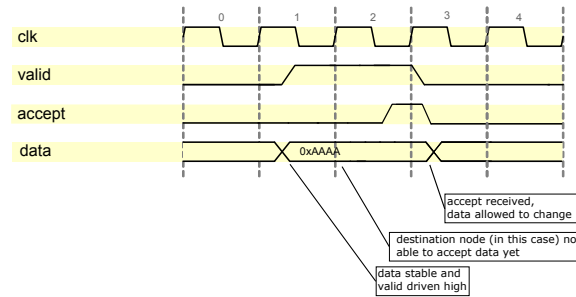 0 1 2 3 4
clk
valid
accept
data
0xAAAA
accept received,
data allowed to change
destination node (in this case) no
able to accept data yet
data stable and
valid driven high